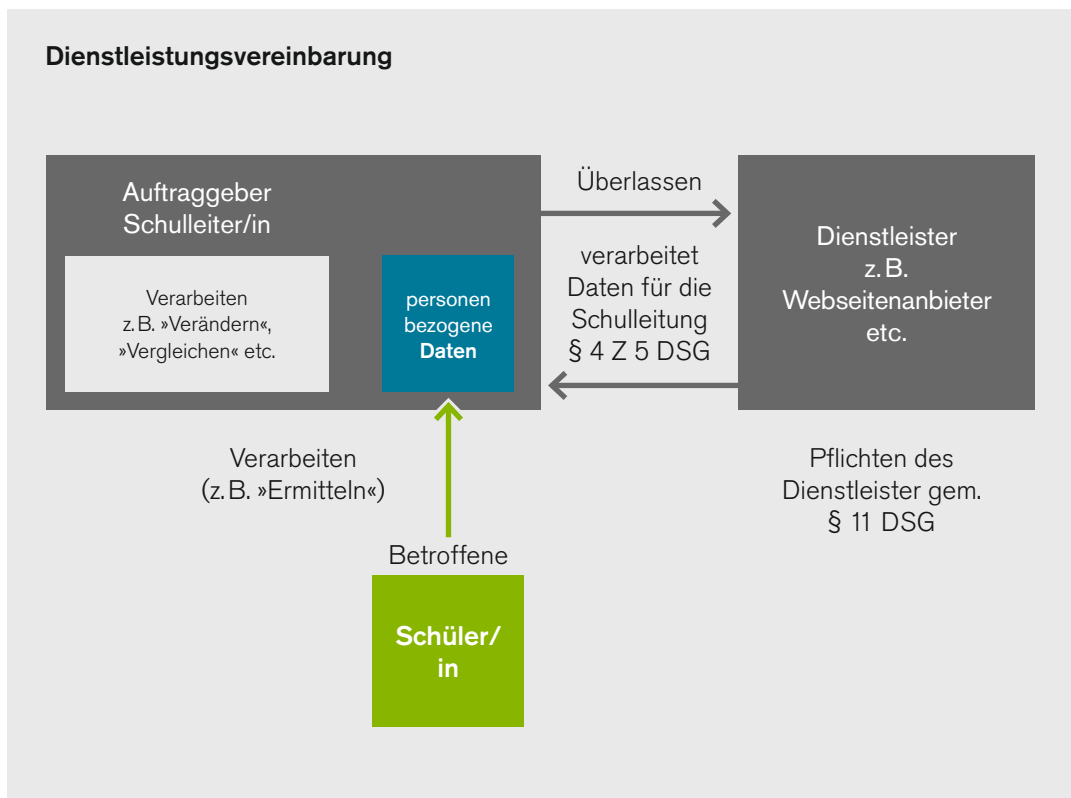 Dienstleistungsvereinbarung
Auftraggeber
Schulleiter/in
Verarbeiten
z. B. »Verändern«,
»Vergleichen« etc.
personen
bezogene
Daten
Überlassen
verarbeitet
Daten für die
Schulleitung
§ 4 Z 5 DSG
Dienstleister
z. B.
Webseitenanbieter
etc.
Verarbeiten
(z. B. »Ermitteln«)
Pflichten des
Dienstleister gem.
§ 11 DSG
Betroffene
Schüler/
in